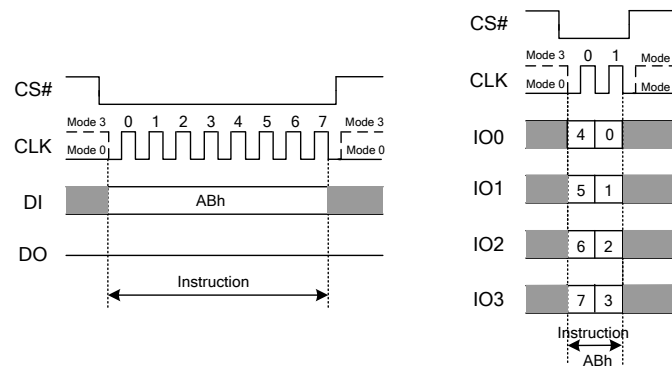 CS#
Mode 3 0 1 2 3 4 5 6 7 Mode 3
CLK Mode 0 Mode 0
DI ABh
DO
Instruction
CS#
Mode 3 0 1 Mode 3
CLK Mode 0 Mode
IO0 4 0
IO1 5 1
IO2 6 2
IO3 7 3
Instruction
ABh